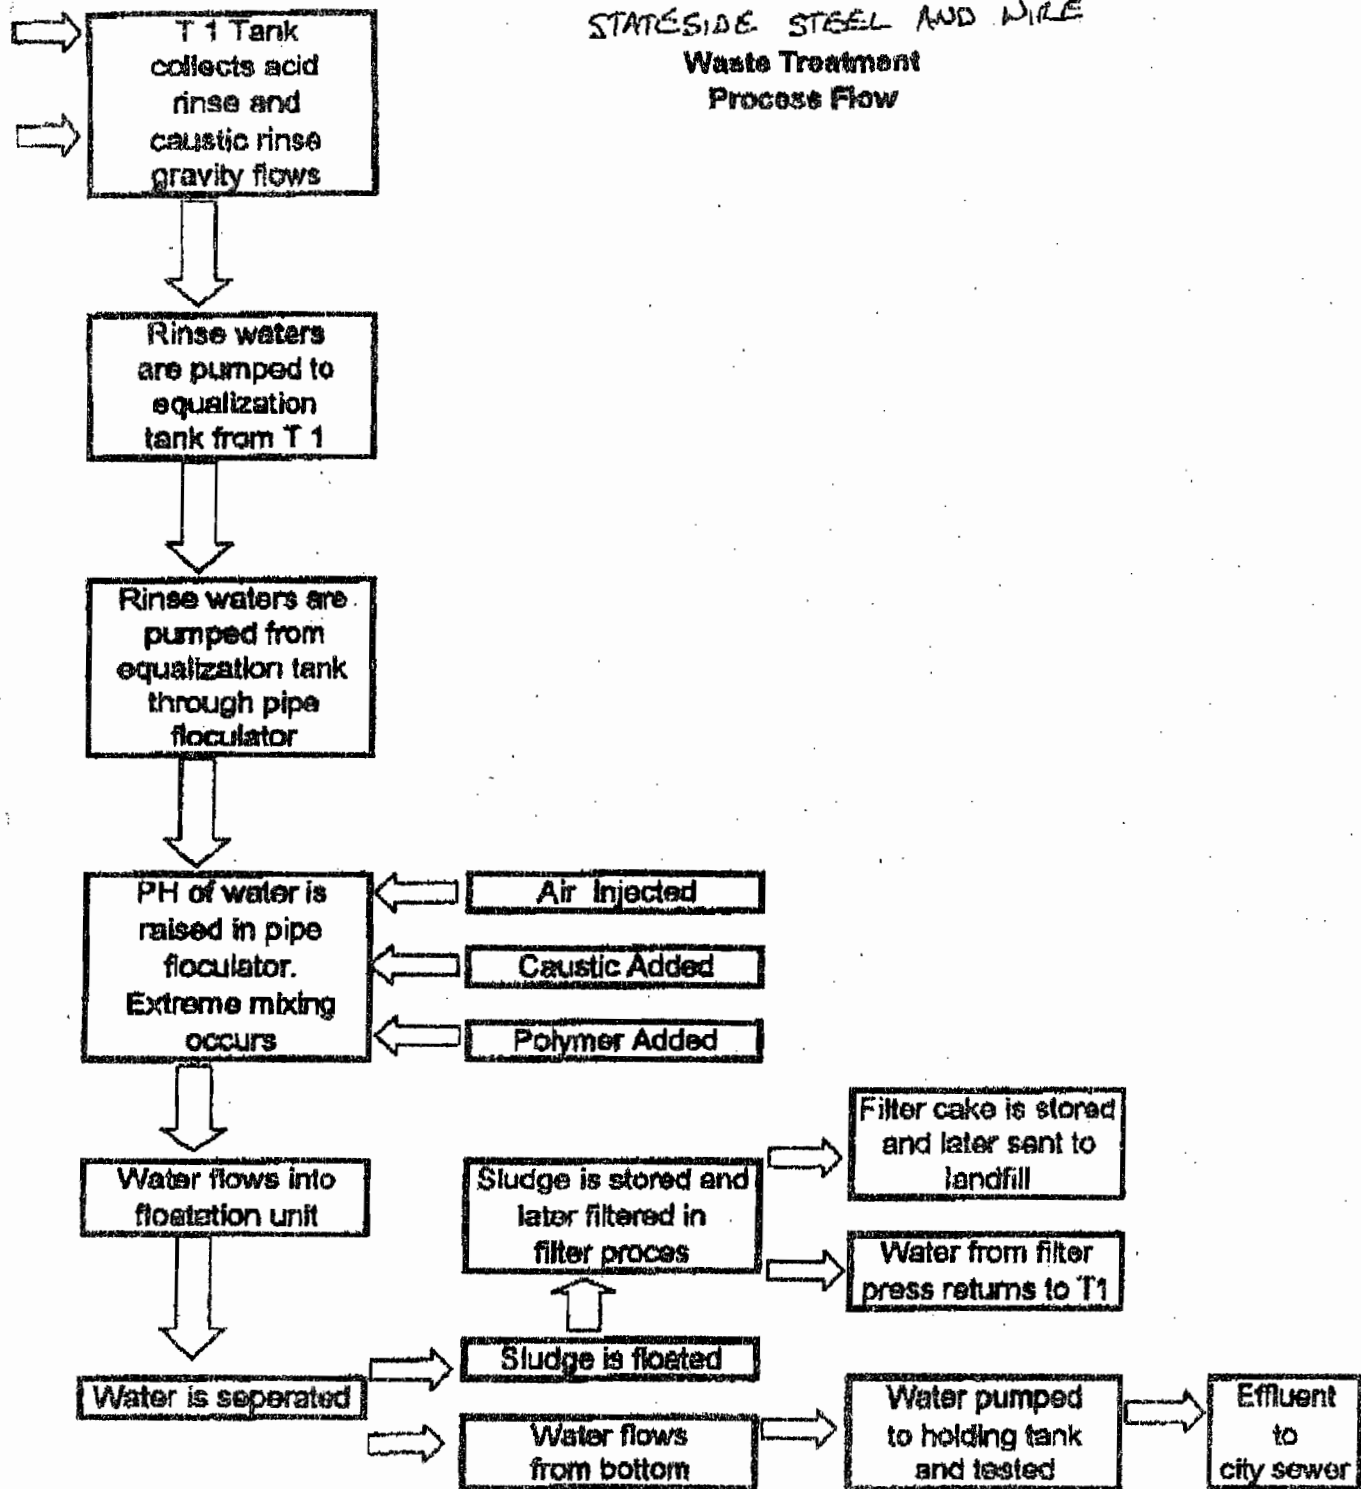 STATESIDE STEEL AND WIRE
Waste Treatment
Process Flow
T 1 Tank
collects acid
rinse and
caustic rinse
gravity flows
Rinse waters
are pumped to
equalization
tank from T 1
Rinse waters are
pumped from
equalization tank
through pipe
floculator
PH of water is
raised in pipe
floculator.
Extreme mixing
occurs
Air Injected
Caustic Added
Polymer Added
Water flows into
floatation unit
Water is seperated
Sludge is stored and
later filtered in
filter proces
Sludge is floated
Water flows
from bottom
Filter cake is stored
and later sent to
landfill
Water from filter
press returns to T1
Water pumped
to holding tank
and tested
Effluent
to
city sewer